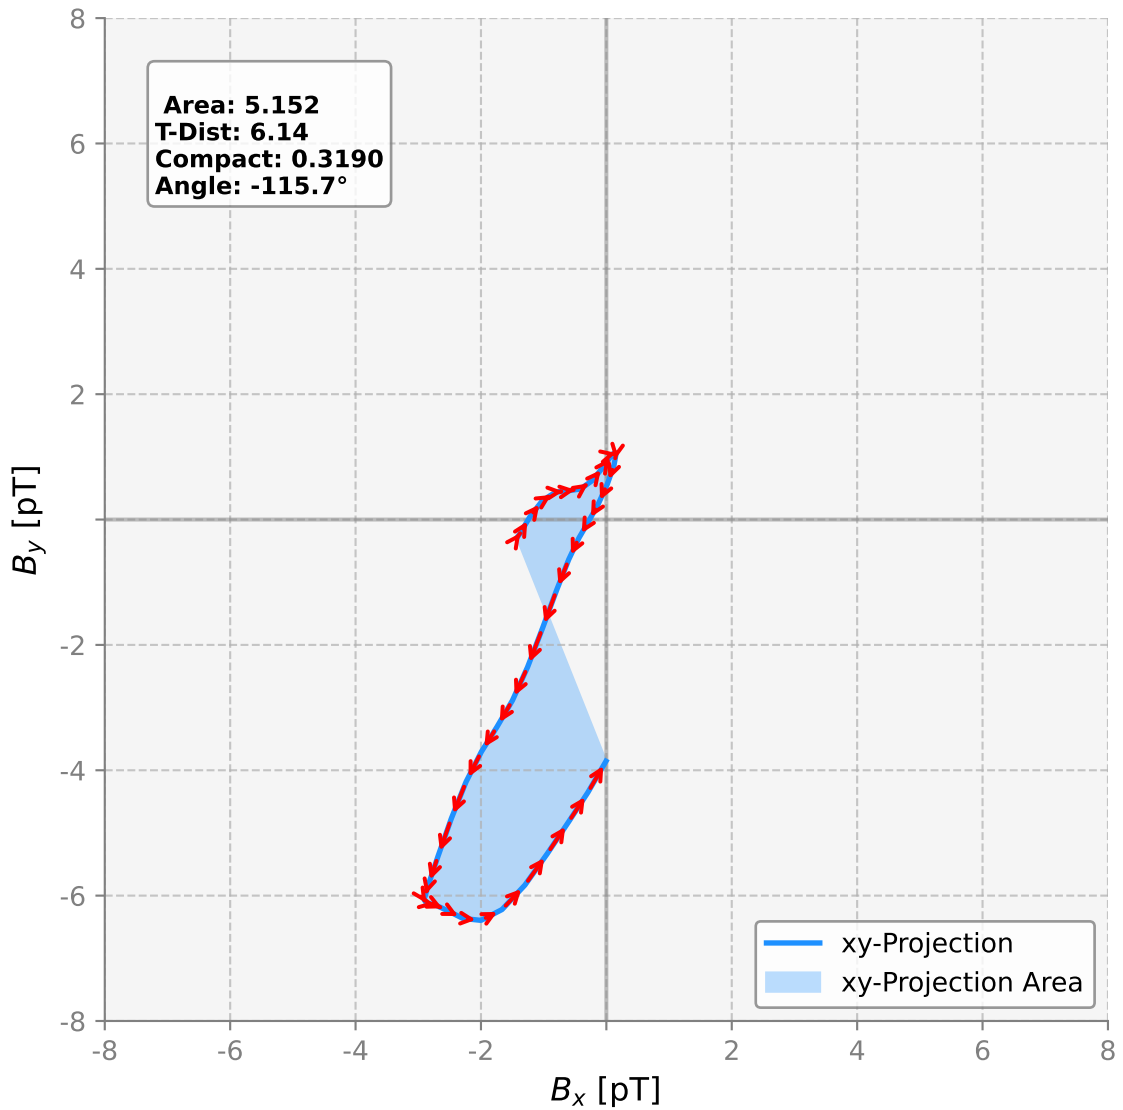 8
6
4
2
-2
-4
-6
-8
-8
-6
-4
-2
2
4
6
8
B_y [pT]
B_x [pT]
Area: 5.152
T-Dist: 6.14
Compact: 0.3190
Angle: -115.7°
xy-Projection
xy-Projection Area